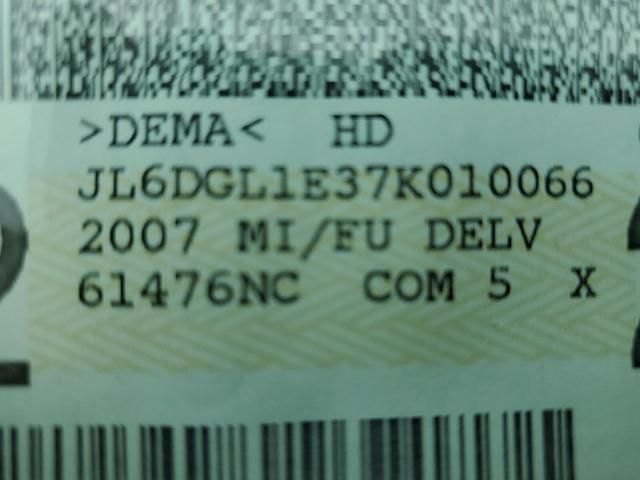 >DEMA< HD
JL6DGL1E37K010066
2007 MI/FU DELV
61476NC COM 5 X